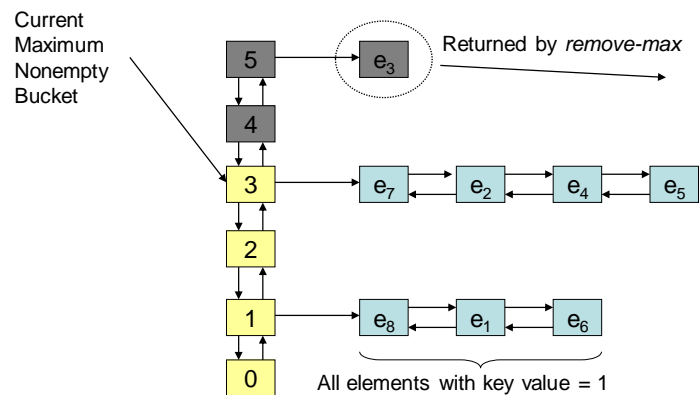 Current
Maximum
Nonempty
Bucket
5
e₃
Returned by remove-max
4
3
e₇
e₂
e₄
e₅
2
1
e₈
e₁
e₆
0
All elements with key value = 1